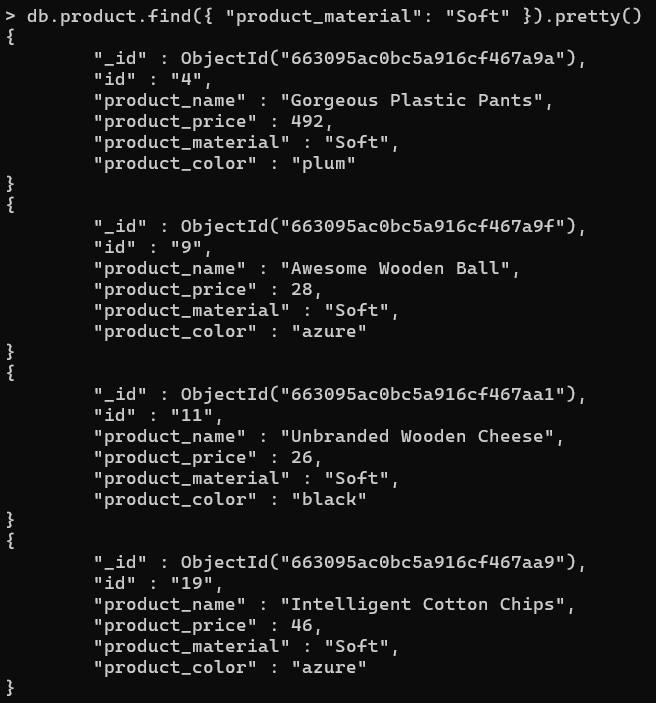 > db.product.find({ "product_material": "Soft" }).pretty()
{
        "_id" : ObjectId("663095ac0bc5a916cf467a9a"),
        "id" : "4",
        "product_name" : "Gorgeous Plastic Pants",
        "product_price" : 492,
        "product_material" : "Soft",
        "product_color" : "plum"
}
{
        "_id" : ObjectId("663095ac0bc5a916cf467a9f"),
        "id" : "9",
        "product_name" : "Awesome Wooden Ball",
        "product_price" : 28,
        "product_material" : "Soft",
        "product_color" : "azure"
}
{
        "_id" : ObjectId("663095ac0bc5a916cf467aa1"),
        "id" : "11",
        "product_name" : "Unbranded Wooden Cheese",
        "product_price" : 26,
        "product_material" : "Soft",
        "product_color" : "black"
}
{
        "_id" : ObjectId("663095ac0bc5a916cf467aa9"),
        "id" : "19",
        "product_name" : "Intelligent Cotton Chips",
        "product_price" : 46,
        "product_material" : "Soft",
        "product_color" : "azure"
}